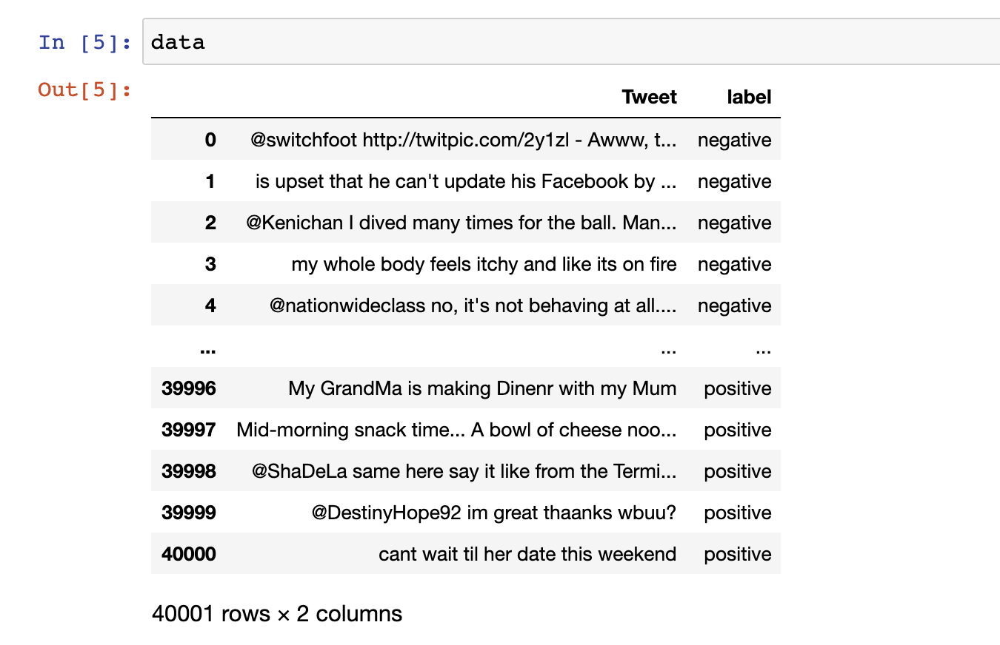 In [5]: data
Out[5]:
Tweet label
0 @switchfoot http://twitpic.com/2y1zl - Awww, t... negative
1 is upset that he can't update his Facebook by ... negative
2 @Kenichan I dived many times for the ball. Man... negative
3 my whole body feels itchy and like its on fire negative
4 @nationwideclass no, it's not behaving at all.... negative
... ... ...
39996 My GrandMa is making Dinenr with my Mum positive
39997 Mid-morning snack time... A bowl of cheese noo... positive
39998 @ShaDeLa same here say it like from the Termi... positive
39999 @DestinyHope92 im great thaanks wbuu? positive
40000 cant wait til her date this weekend positive
40001 rows × 2 columns